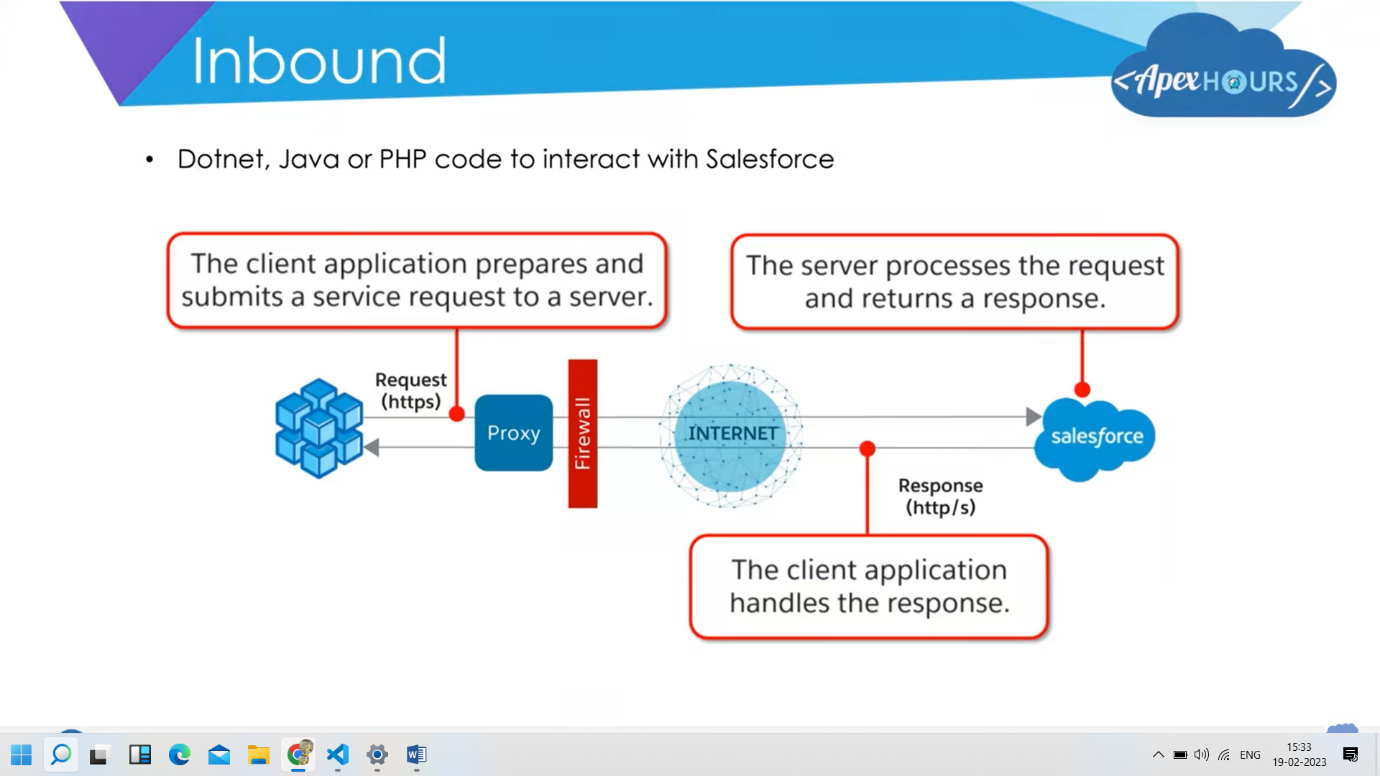 Inbound
<ApexHOURS/>
• Dotnet, Java or PHP code to interact with Salesforce
The client application prepares and
submits a service request to a server.
The server processes the request
and returns a response.
Request
(https)
Proxy
Firewall
INTERNET
salesforce
Response
(http/s)
The client application
handles the response.
ENG
15:33
19-02-2023